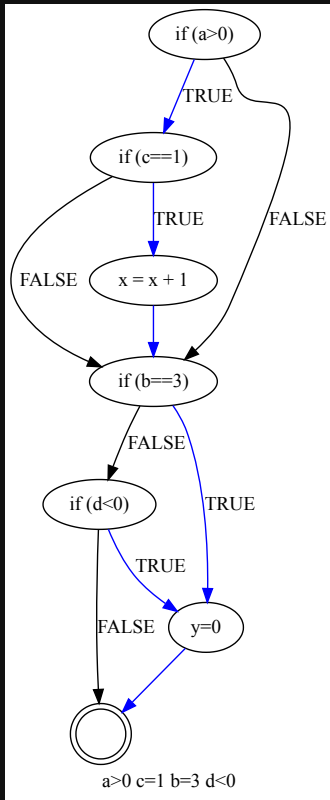 if (a>0)
TRUE
if (c==1)
TRUE
FALSE
FALSE
x = x + 1
if (b==3)
FALSE
if (d<0)
TRUE
TRUE
FALSE
y=0
a>0 c=1 b=3 d<0